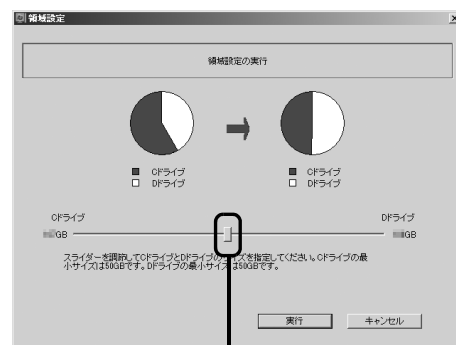 領域設定
領域設定の実行
Cドライブ
Dドライブ
Cドライブ
Dドライブ
Cドライブ
Dドライブ
GB
GB
スライダーを調節してCドライブとDドライブのサイズを指定してください。Cドライブの最
小サイズは50GBです。Dドライブの最小サイズは50GBです。
実行
キャンセル